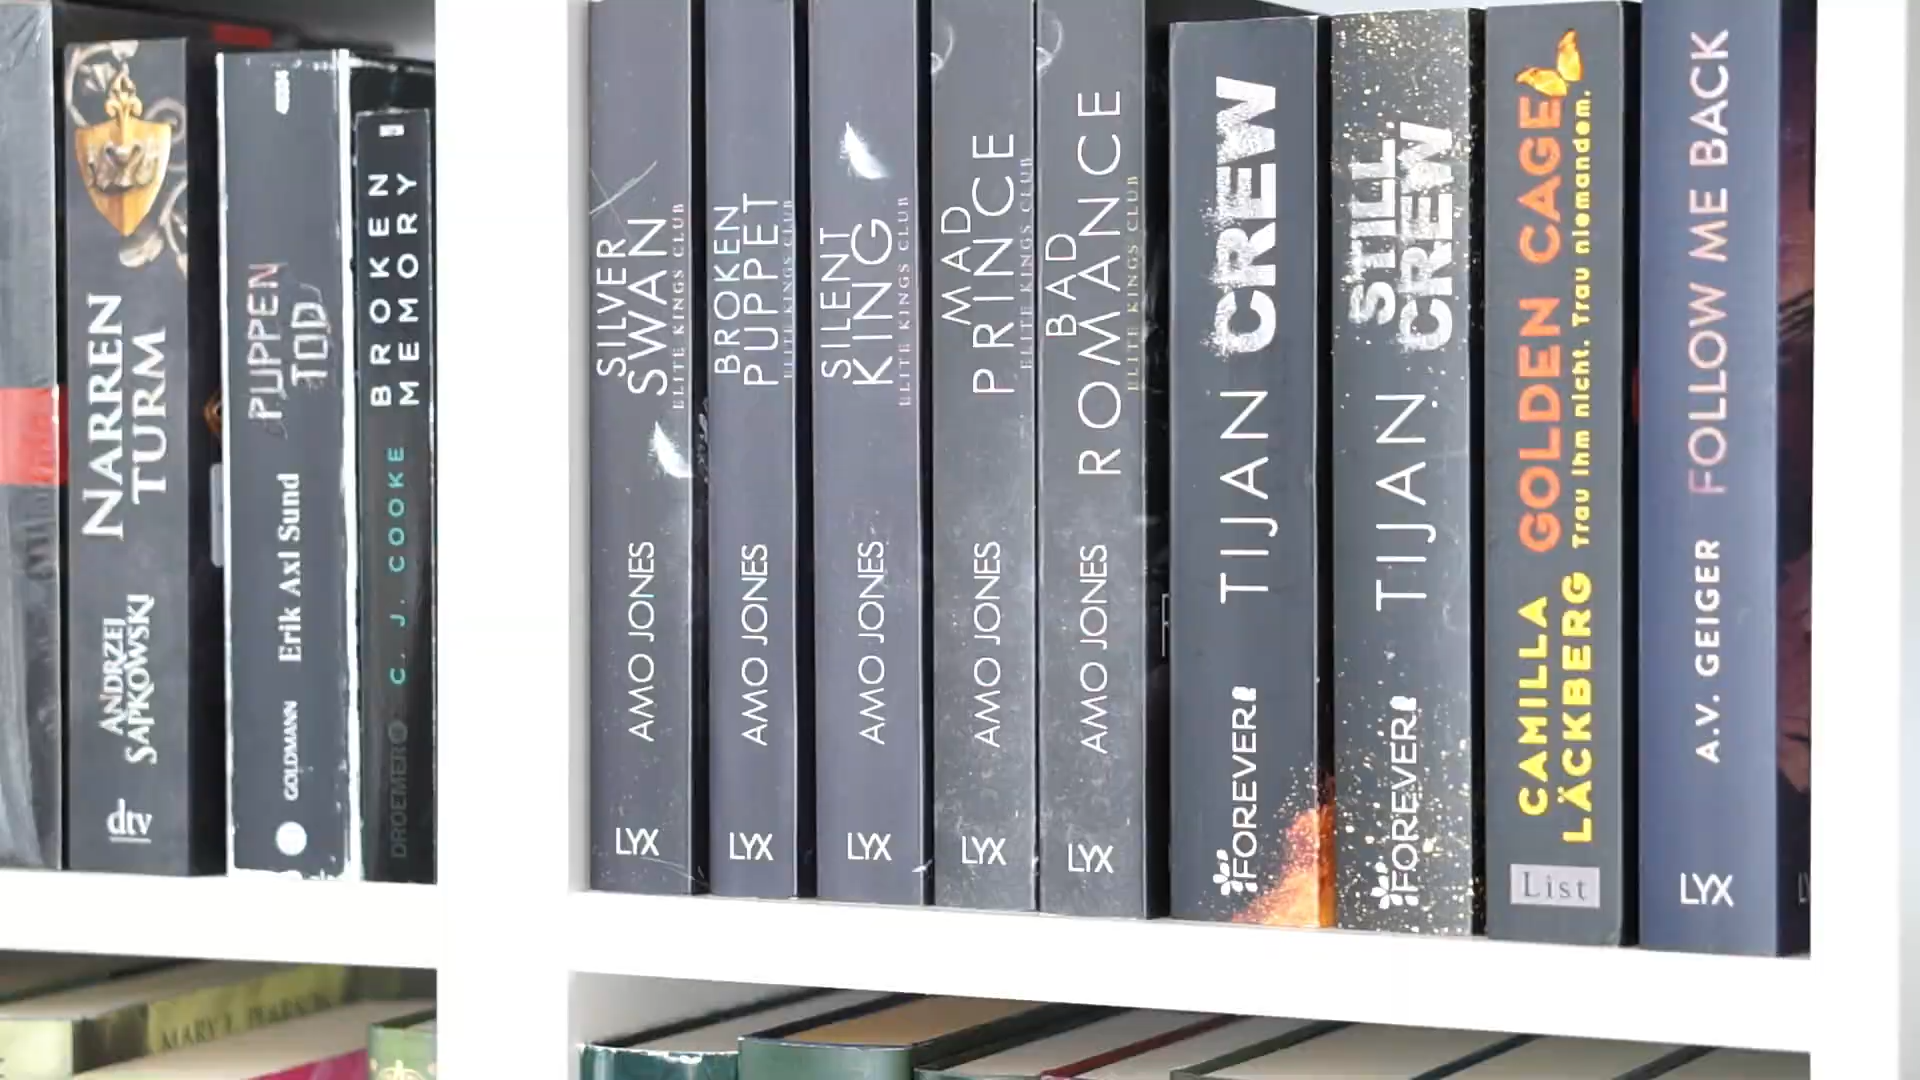 NARREN
TURM
ANDRZEJ
SAPKOWSKI
dtv
PUPPEN
TOD
Erik Axl Sund
GOLDMANN
BROKEN
MEMORY
C. J. COOKE
DROEMER
SILVER
SWAN
ELITE KINGS CLUB
AMO JONES
LYX
BROKEN
PUPPET
ELITE KINGS CLUB
AMO JONES
LYX
SILENT
KING
ELITE KINGS CLUB
AMO JONES
LYX
MAD
PRINCE
ELITE KINGS CLUB
AMO JONES
LYX
BAD
ROMANCE
ELITE KINGS CLUB
AMO JONES
LYX
CREW
TIJAN
FOREVER
STILL
CREW
TIJAN
FOREVER
GOLDEN CAGE
Trau ihm nicht. Trau niemandem.
CAMILLA
LÄCKBERG
List
FOLLOW ME BACK
A.V. GEIGER
LYX
MARY E. PEARSON